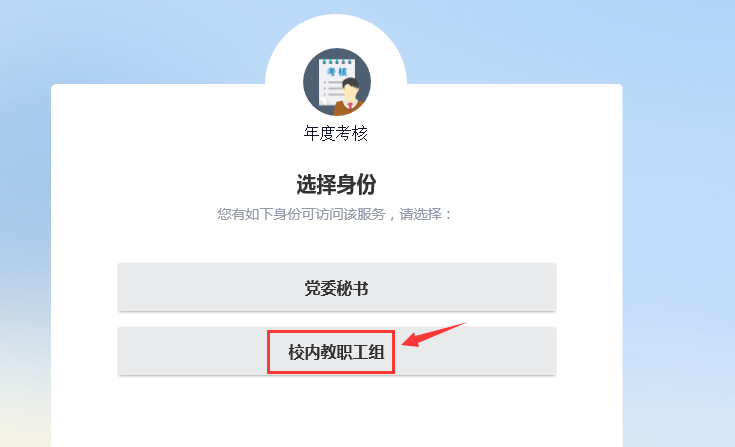 考核
年度考核
选择身份
您有如下身份可访问该服务，请选择：
党委秘书
校内教职工组